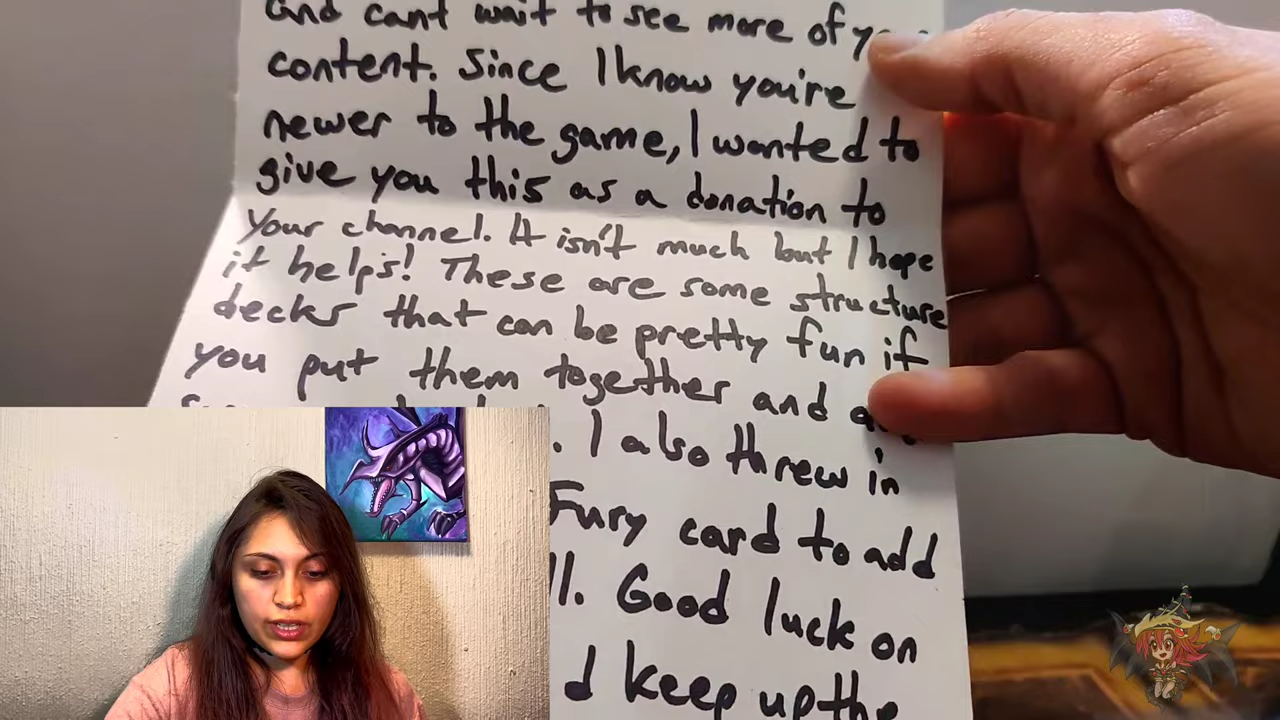 and cant wait to see more of
content. Since I know you're
newer to the game, I wanted to
give you this as a donation to
Your channel. It isn't much but I hope
it helps! These are some structure
decks that can be pretty fun if
you put them together and
. I also threw in
Fury card to add
Good luck on
keep up the